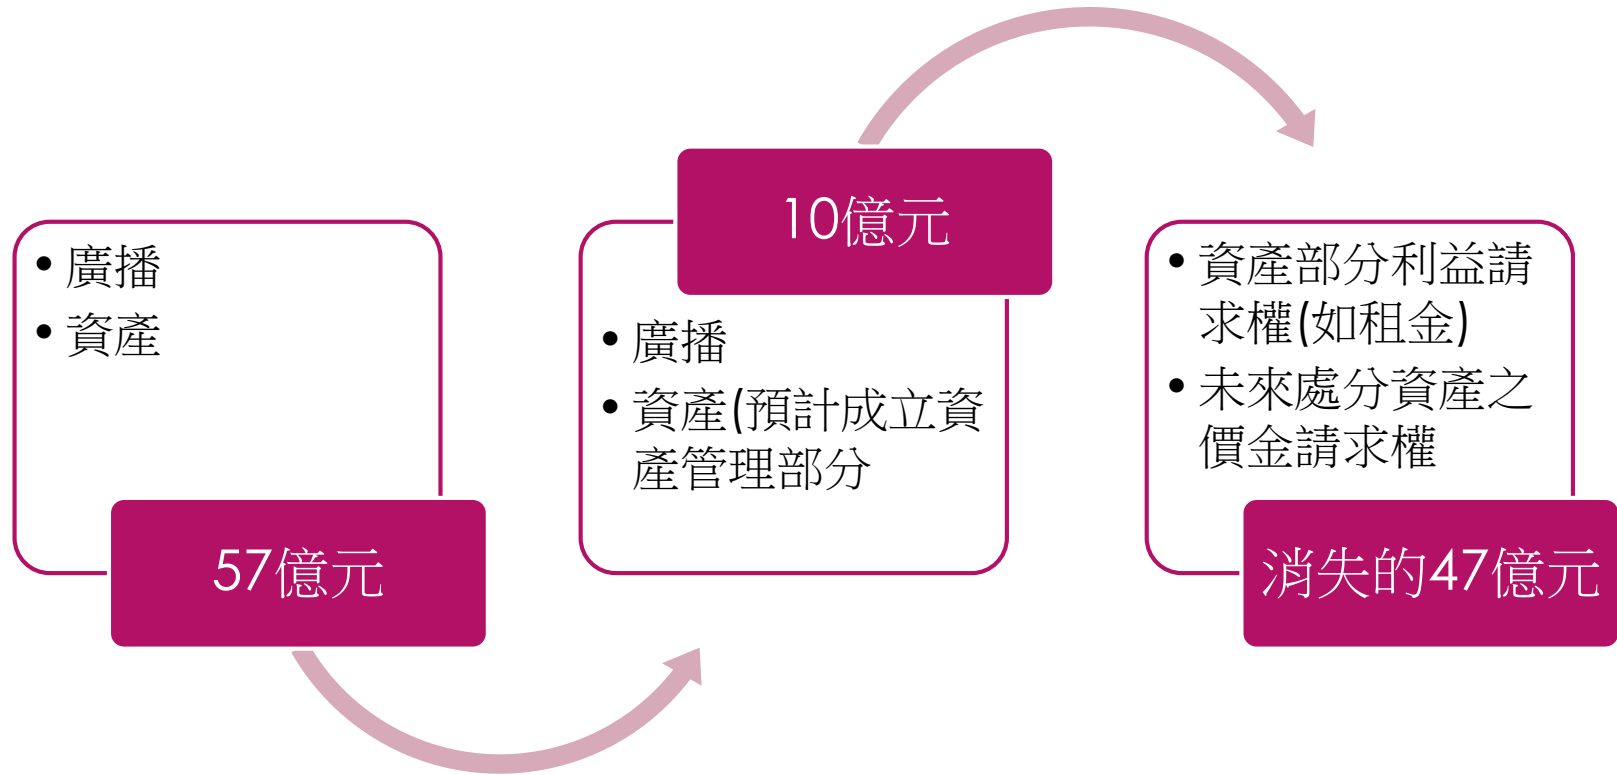 • 廣播
• 資產
57億元
10億元
• 廣播
• 資產(預計成立資
產管理部分
• 資產部分利益請
求權(如租金)
• 未來處分資產之
價金請求權
消失的47億元